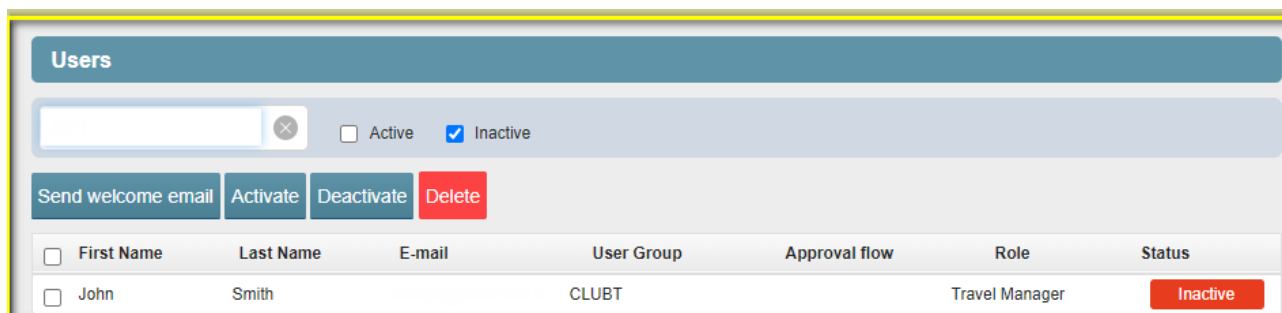 Users
Active Inactive
Send welcome email Activate Deactivate Delete
First Name Last Name E-mail User Group Approval flow Role Status
John Smith CLUBT Travel Manager Inactive